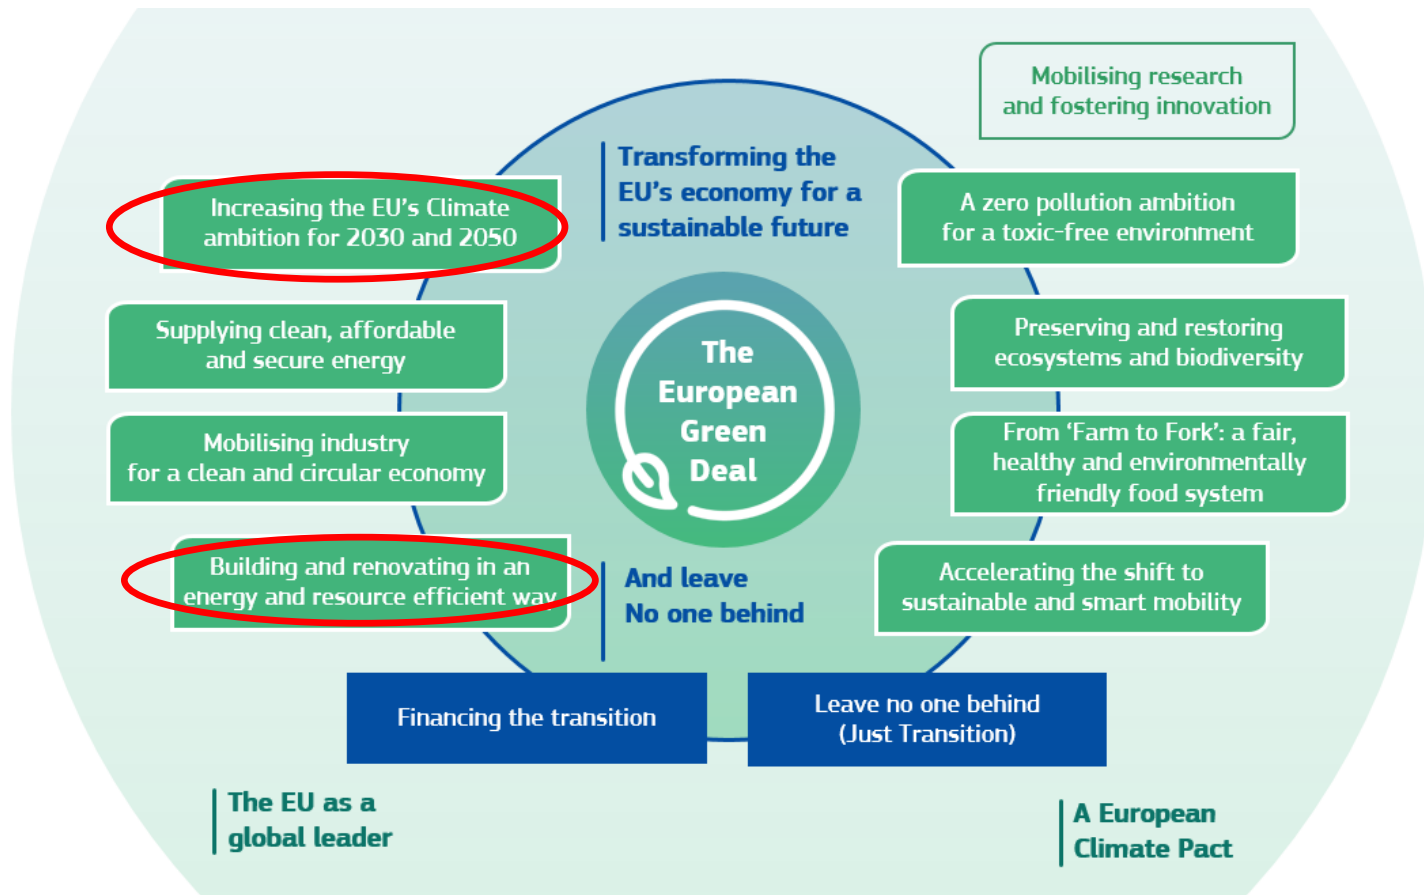 Mobilising research
and fostering innovation
Transforming the
EU's economy for a
sustainable future
Increasing the EU's Climate
ambition for 2030 and 2050
Supplying clean, affordable
and secure energy
Mobilising industry
for a clean and circular economy
Building and renovating in an
energy and resource efficient way
The
European
Green
Deal
A zero pollution ambition
for a toxic-free environment
Preserving and restoring
ecosystems and biodiversity
From ‘Farm to Fork’: a fair,
healthy and environmentally
friendly food system
Accelerating the shift to
sustainable and smart mobility
And leave
No one behind
Financing the transition
Leave no one behind
(Just Transition)
The EU as a
global leader
A European
Climate Pact